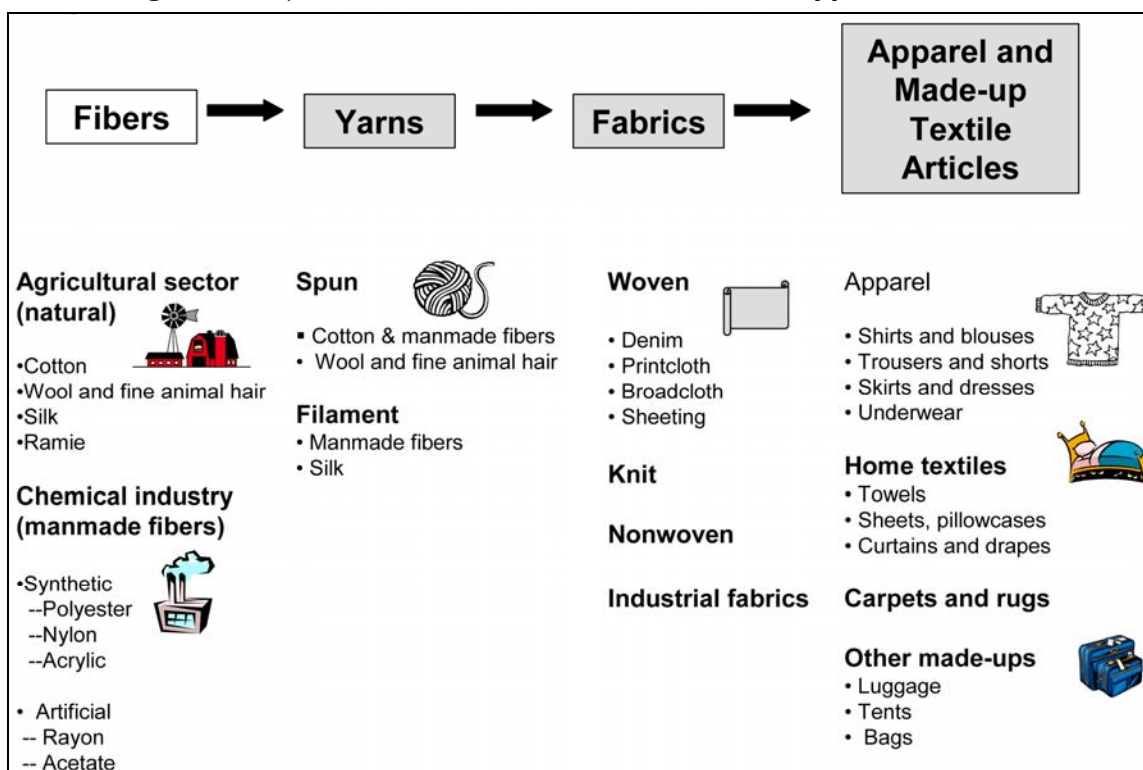 Fibers
Yarns
Fabrics
Apparel and
Made-up
Textile
Articles
Agricultural sector
(natural)
•Cotton
•Wool and fine animal hair
•Silk
•Ramie
Chemical industry
(manmade fibers)
•Synthetic
--Polyester
--Nylon
--Acrylic
• Artificial
-- Rayon
-- Acetate
Spun
▪ Cotton & manmade fibers
• Wool and fine animal hair
Filament
• Manmade fibers
• Silk
Woven
• Denim
• Printcloth
• Broadcloth
• Sheeting
Knit
Nonwoven
Industrial fabrics
Apparel
• Shirts and blouses
• Trousers and shorts
• Skirts and dresses
• Underwear
Home textiles
• Towels
• Sheets, pillowcases
• Curtains and drapes
Carpets and rugs
Other made-ups
• Luggage
• Tents
• Bags